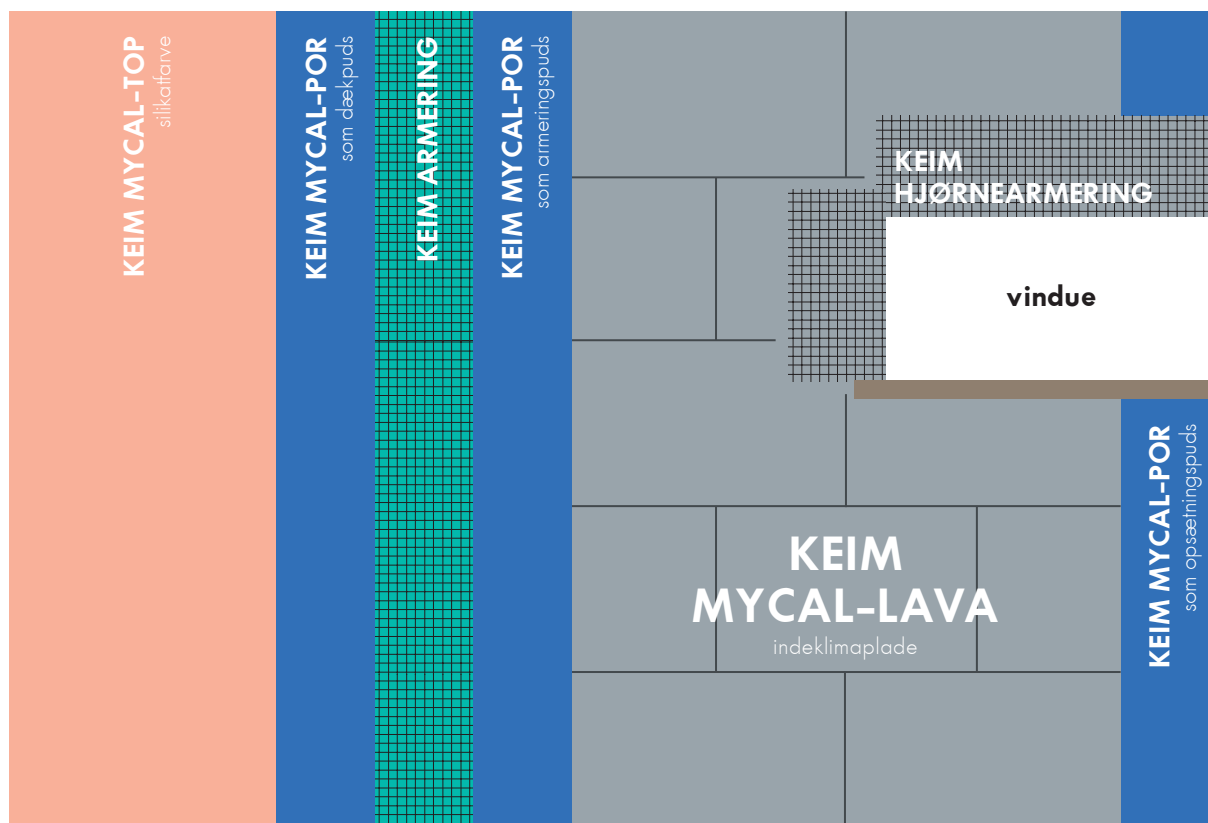 KEIM MYCAL-TOP
silikatfarve
KEIM MYCAL-POR
som dækpuds
KEIM ARMERING
KEIM MYCAL-POR
som armeringspuds
KEIM
HJØRNEARMERING
vindue
KEIM
MYCAL-LAVA
indeklimaplade
KEIM MYCAL-POR
som opsætningspuds